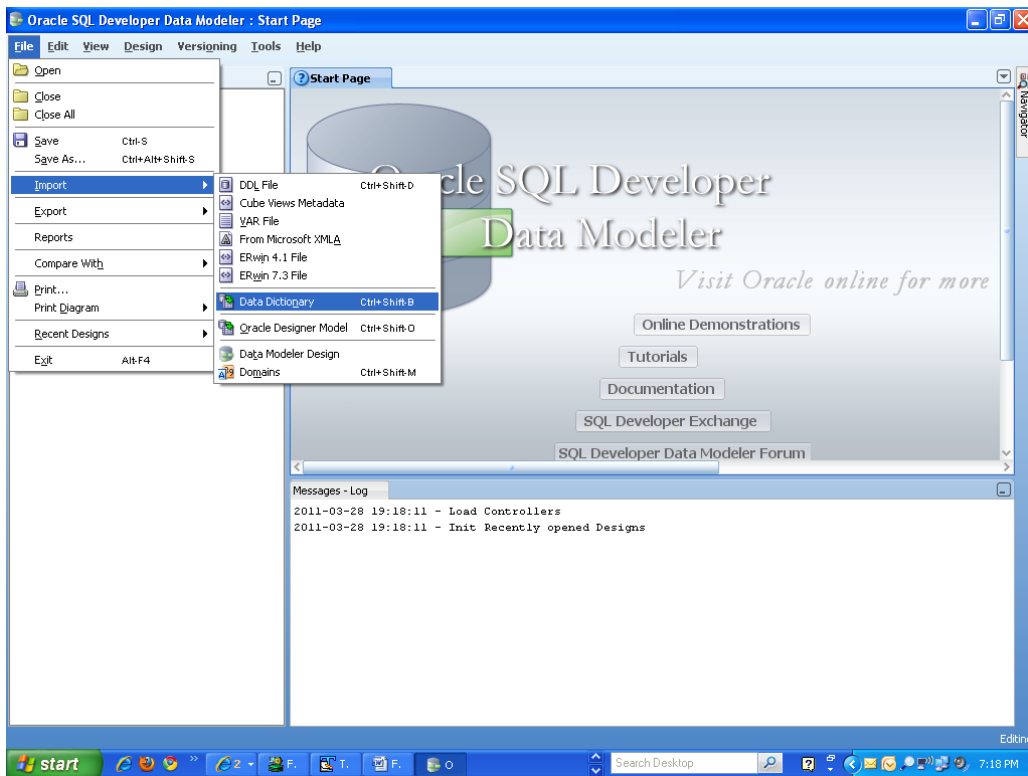 Oracle SQL Developer Data Modeler : Start Page
File Edit View Design Versioning Tools Help
Open
Close
Close All
Save Ctrl-S
Save As... Ctrl+Alt+Shift-S
Import
Export
Reports
Compare With
Print...
Print Diagram
Recent Designs
Exit Alt-F4
DDL File Ctrl+Shift-D
Cube Views Metadata
VAR File
From Microsoft XMLA
ERwin 4.1 File
ERwin 7.3 File
Data Dictionary Ctrl+Shift-B
Oracle Designer Model Ctrl+Shift-O
Data Modeler Design
Domains Ctrl+Shift-M
Start Page
Navigator
Oracle SQL Developer
Data Modeler
Visit Oracle online for more
Online Demonstrations
Tutorials
Documentation
SQL Developer Exchange
SQL Developer Data Modeler Forum
Messages - Log
2011-03-28 19:18:11 - Load Controllers
2011-03-28 19:18:11 - Init Recently opened Designs
Editin
start
2
F.
T.
F.
O
Search Desktop
7:18 PM